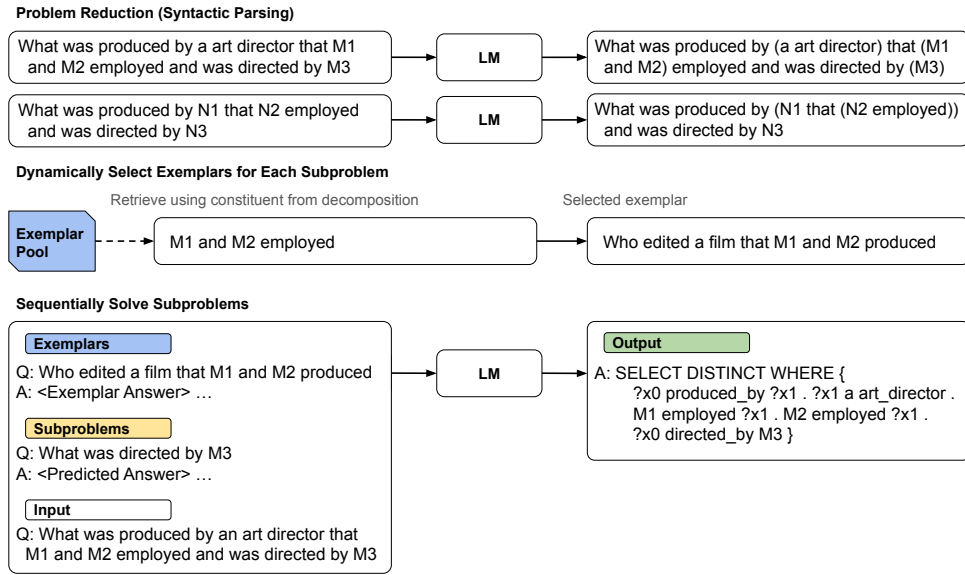 Problem Reduction (Syntactic Parsing)
What was produced by a art director that M1
and M2 employed and was directed by M3
LM
What was produced by (a art director) that (M1
and M2) employed and was directed by (M3)
What was produced by N1 that N2 employed
and was directed by N3
LM
What was produced by (N1 that (N2 employed))
and was directed by N3
Dynamically Select Exemplars for Each Subproblem
Retrieve using constituent from decomposition
Selected exemplar
Exemplar
Pool
M1 and M2 employed
Who edited a film that M1 and M2 produced
Sequentially Solve Subproblems
Exemplars
Q: Who edited a film that M1 and M2 produced
A: <Exemplar Answer> …
Subproblems
Q: What was directed by M3
A: <Predicted Answer> …
Input
Q: What was produced by an art director that
M1 and M2 employed and was directed by M3
LM
Output
A: SELECT DISTINCT WHERE {
?x0 produced_by ?x1 . ?x1 a art_director .
M1 employed ?x1 . M2 employed ?x1 .
?x0 directed_by M3 }